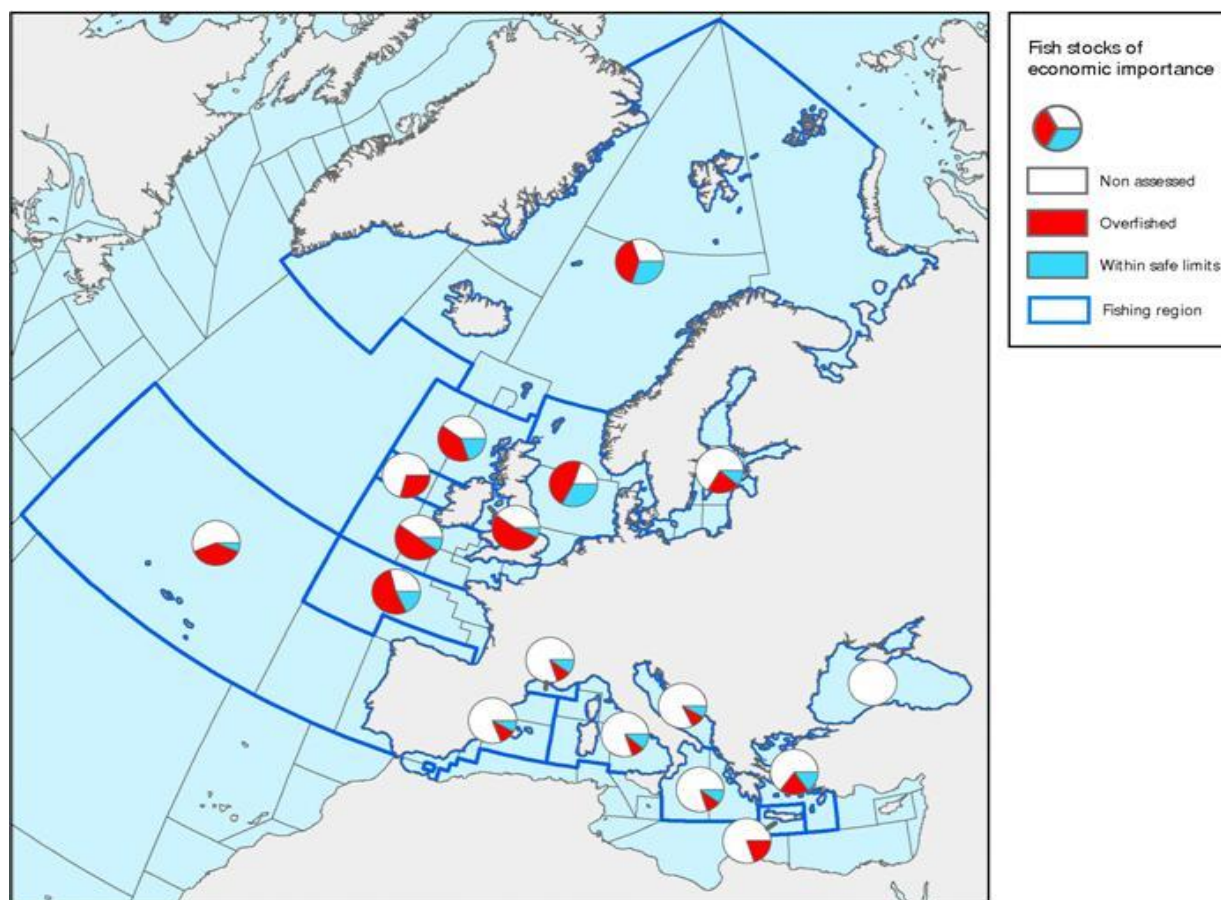 Fish stocks of
economic importance
Non assessed
Overfished
Within safe limits
Fishing region